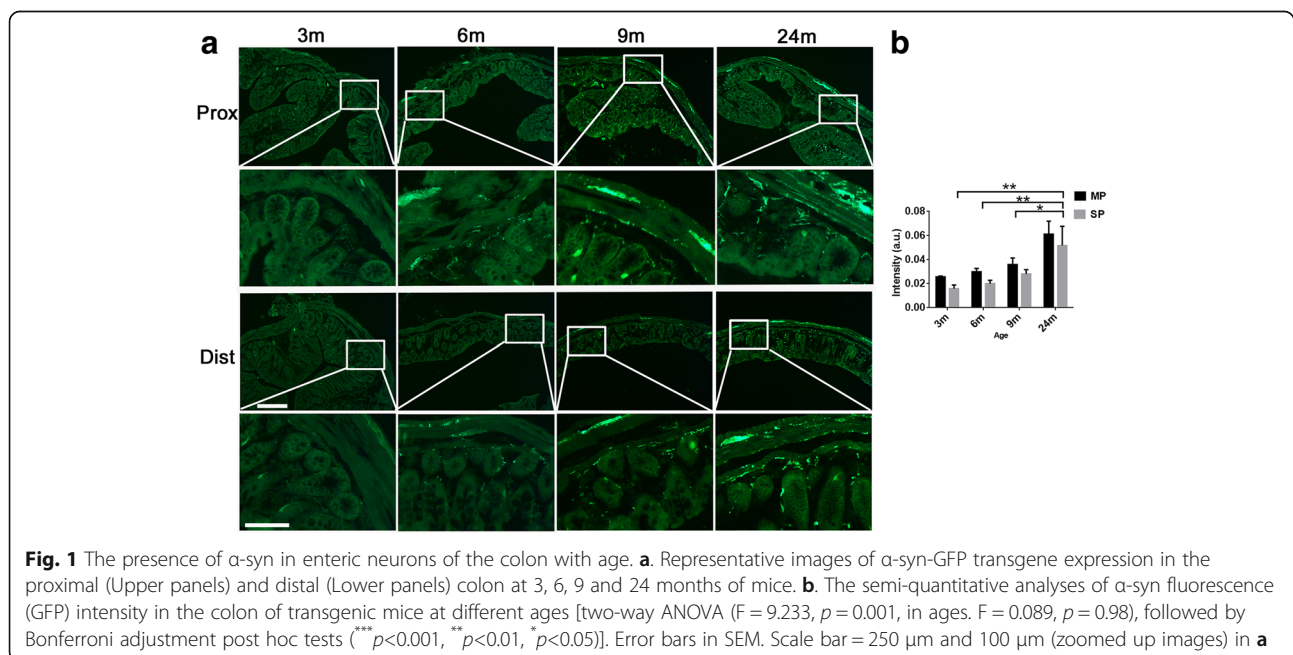 a
b
3m 6m 9m 24m
Prox
Dist
**
**
*
MP
SP
Intensity (a.u.)
0.08
0.06
0.04
0.02
0.00
3m 6m 9m 24m
Age
Fig. 1 The presence of α-syn in enteric neurons of the colon with age. a. Representative images of α-syn-GFP transgene expression in the
proximal (Upper panels) and distal (Lower panels) colon at 3, 6, 9 and 24 months of mice. b. The semi-quantitative analyses of α-syn fluorescence
(GFP) intensity in the colon of transgenic mice at different ages [two-way ANOVA (F = 9.233, p = 0.001, in ages. F = 0.089, p = 0.98), followed by
Bonferroni adjustment post hoc tests (***p<0.001, **p<0.01, *p<0.05)]. Error bars in SEM. Scale bar = 250 μm and 100 μm (zoomed up images) in a